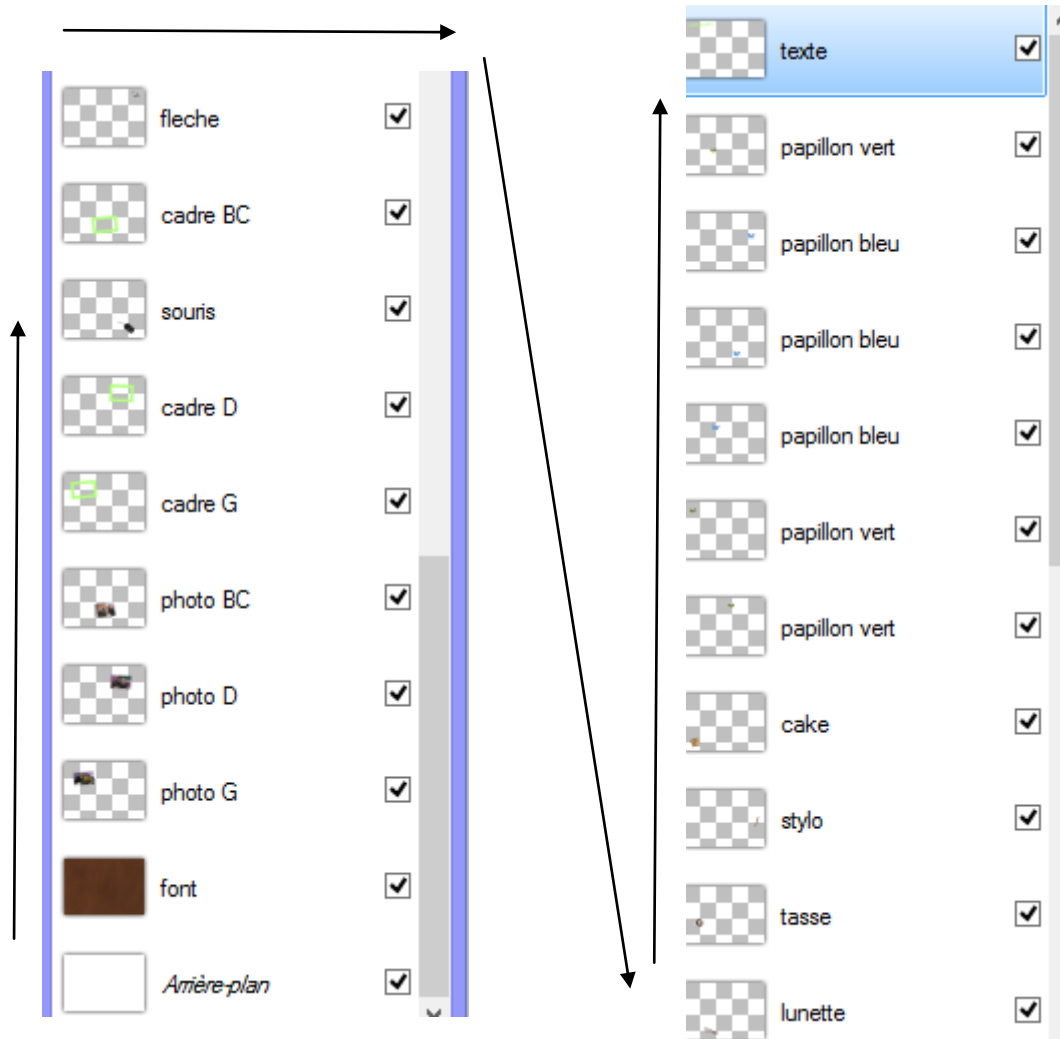 fleche
cadre BC
souris
cadre D
cadre G
photo BC
photo D
photo G
font
Arrière-plan
texte
papillon vert
papillon bleu
papillon bleu
papillon bleu
papillon vert
papillon vert
cake
stylo
tasse
lunette